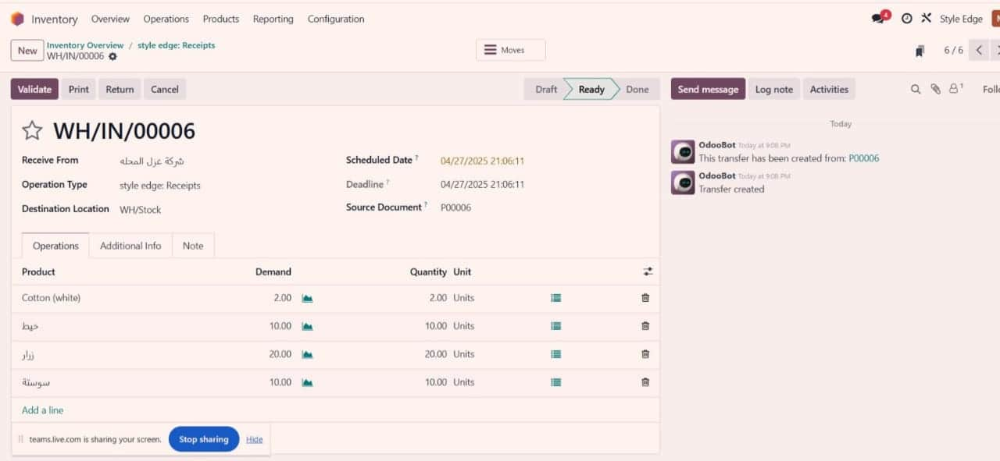 Inventory Overview Operations Products Reporting Configuration 4 Style Edge
New Inventory Overview / style edge: Receipts Moves 6 / 6
WH/IN/00006
Validate Print Return Cancel Draft Ready Done Send message Log note Activities 1
Today
WH/IN/00006
OdooBot Today at 9:08 PM
This transfer has been created from: P00006
OdooBot Today at 9:08 PM
Transfer created
Receive From شركة عزل المحله Scheduled Date ? 04/27/2025 21:06:11
Operation Type style edge: Receipts Deadline ? 04/27/2025 21:06:11
Destination Location WH/Stock Source Document ? P00006
Operations Additional Info Note
Product Demand Quantity Unit
Cotton (white) 2.00 2.00 Units
خيط 10.00 10.00 Units
زرار 20.00 20.00 Units
سوستة 10.00 10.00 Units
Add a line
teams.live.com is sharing your screen. Stop sharing Hide